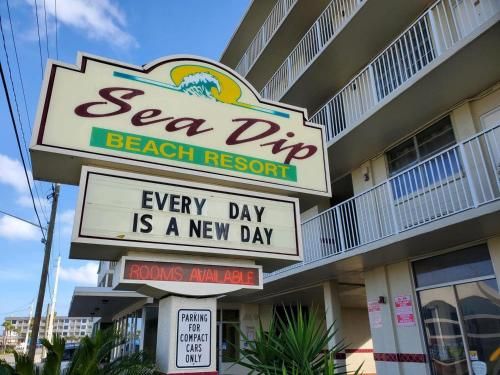 Sea Dip
BEACH RESORT
EVERY DAY
IS A NEW DAY
ROOMS AVAILABLE
PARKING
FOR
COMPACT
CARS
ONLY